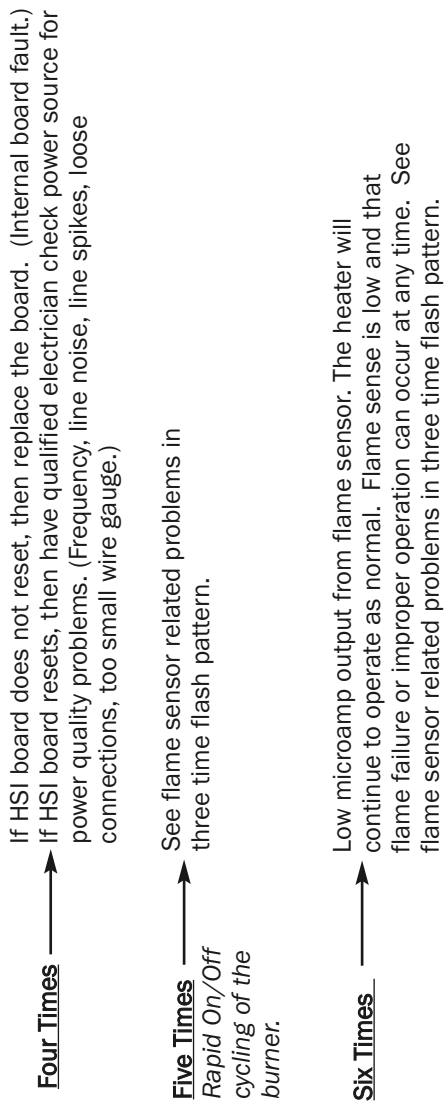 Four Times
If HSI board does not reset, then replace the board.  (Internal board fault.)
If HSI board resets, then have qualified electrician check power source for
power quality problems. (Frequency, line noise, line spikes, loose
connections, too small wire gauge.)
Five Times
Rapid On/Off
cycling of the
burner.
See flame sensor related problems in
three time flash pattern.
Six Times
Low microamp output from flame sensor. The heater will
continue to operate as normal.  Flame sense is low and that
flame failure or improper operation can occur at any time.  See
flame sensor related problems in three time flash pattern.